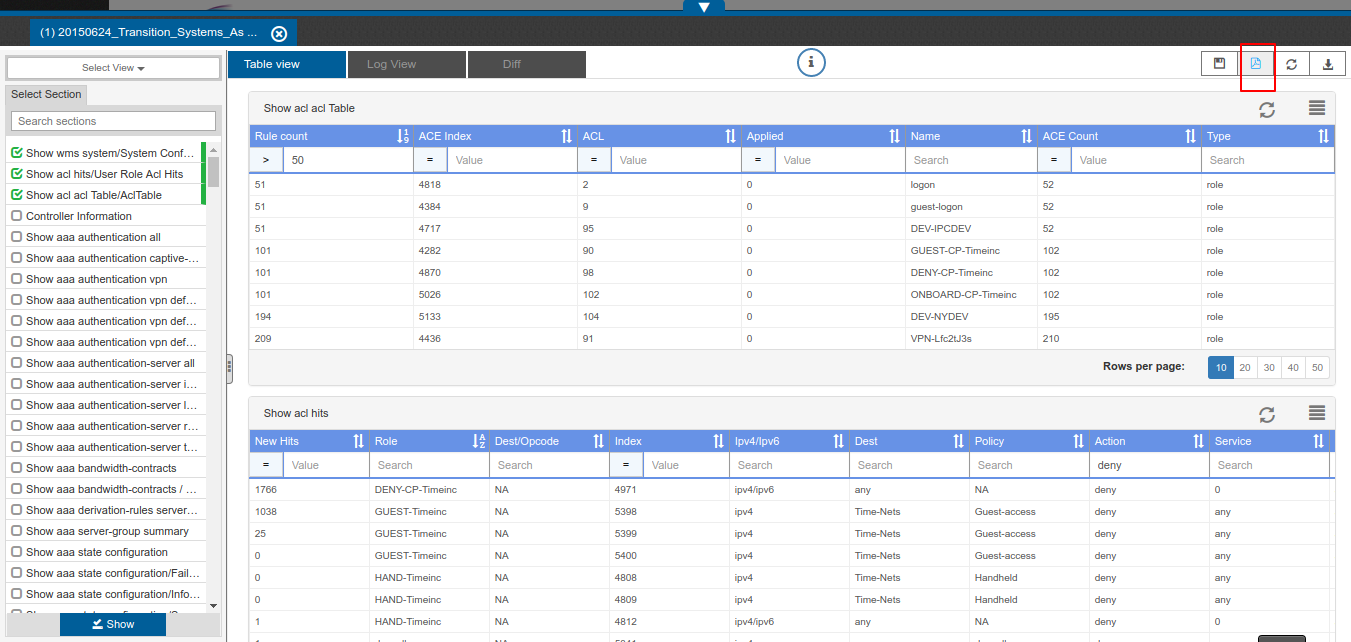 (1) 20150624_Transition_Systems_As ...
Select View
Table view Log View Diff
Select Section
Search sections
Show wms system/System Conf...
Show acl hits/User Role Acl Hits
Show acl acl Table/AclTable
Controller Information
Show aaa authentication all
Show aaa authentication captive-...
Show aaa authentication vpn
Show aaa authentication vpn def...
Show aaa authentication vpn def...
Show aaa authentication vpn def...
Show aaa authentication-server all
Show aaa authentication-server i...
Show aaa authentication-server l...
Show aaa authentication-server r...
Show aaa authentication-server t...
Show aaa bandwidth-contracts
Show aaa bandwidth-contracts / ...
Show aaa derivation-rules server...
Show aaa server-group summary
Show aaa state configuration
Show aaa state configuration/Fail...
Show aaa state configuration/Info...
Show
Show acl acl Table
Rule count ACE Index ACL Applied Name ACE Count Type
> 50 = Value = Value = Value Search = Value Search
51 4818 2 0 logon 52 role
51 4384 9 0 guest-logon 52 role
51 4717 95 0 DEV-IPCDEV 52 role
101 4282 90 0 GUEST-CP-Timeinc 102 role
101 4870 98 0 DENY-CP-Timeinc 102 role
101 5026 102 0 ONBOARD-CP-Timeinc 102 role
194 5133 104 0 DEV-NYDEV 195 role
209 4436 91 0 VPN-Lfc2tJ3s 210 role
Rows per page: 10 20 30 40 50
Show acl hits
New Hits Role Dest/Opcode Index Ipv4/Ipv6 Dest Policy Action Service
= Value Search Search = Value Search Search Search deny Search
1766 DENY-CP-Timeinc NA 4971 ipv4/ipv6 any NA deny 0
1038 GUEST-Timeinc NA 5398 ipv4 Time-Nets Guest-access deny any
25 GUEST-Timeinc NA 5399 ipv4 Time-Nets Guest-access deny any
0 GUEST-Timeinc NA 5400 ipv4 Time-Nets Guest-access deny any
0 HAND-Timeinc NA 4808 ipv4 Time-Nets Handheld deny any
0 HAND-Timeinc NA 4809 ipv4 Time-Nets Handheld deny any
1 HAND-Timeinc NA 4812 ipv4/ipv6 any NA deny 0